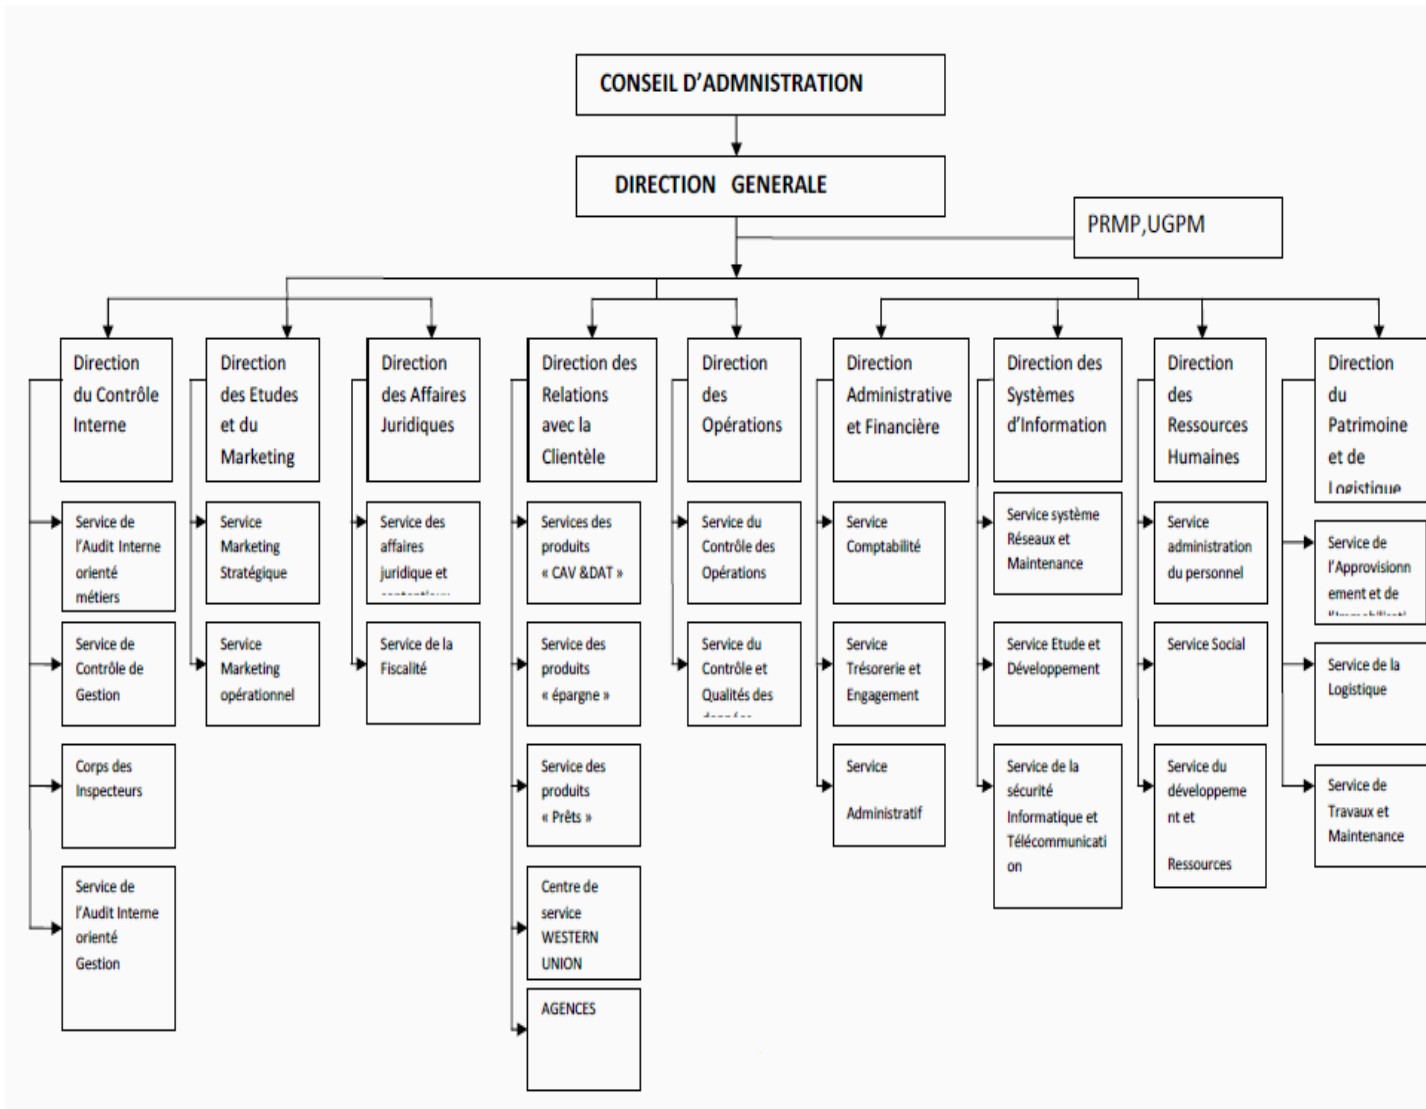 CONSEIL D’ADMNISTRATION
DIRECTION GENERALE
PRMP,UGPM
Direction
du Contrôle
Interne
Direction
des Etudes
et du
Marketing
Direction
des Affaires
Juridiques
Direction des
Relations
avec la
Clientèle
Direction
des
Opérations
Direction
Administrative
et Financière
Direction des
Systèmes
d’Information
Direction
des
Ressources
Humaines
Direction
du
Patrimoine
et de
Logistique
Service de
l’Audit Interne
orienté
métiers
Service de
Contrôle de
Gestion
Corps des
Inspecteurs
Service de
l’Audit Interne
orienté
Gestion
Service
Marketing
Stratégique
Service
Marketing
opérationnel
Service des
affaires
juridique et
Service de la
Fiscalité
Services des
produits
« CAV &DAT »
Service des
produits
« épargne »
Service des
produits
« Prêts »
Centre de
service
WESTERN
UNION
AGENCES
Service du
Contrôle des
Opérations
Service du
Contrôle et
Qualités des
Service
Comptabilité
Service
Trésorerie et
Engagement
Service
Administratif
Service système
Réseaux et
Maintenance
Service Etude et
Développement
Service de la
sécurité
Informatique et
Télécommunicati
on
Service
administration
du personnel
Service Social
Service du
développeme
nt et
Ressources
Service de
l’Approvisionn
ement et de
Service de la
Logistique
Service de
Travaux et
Maintenance